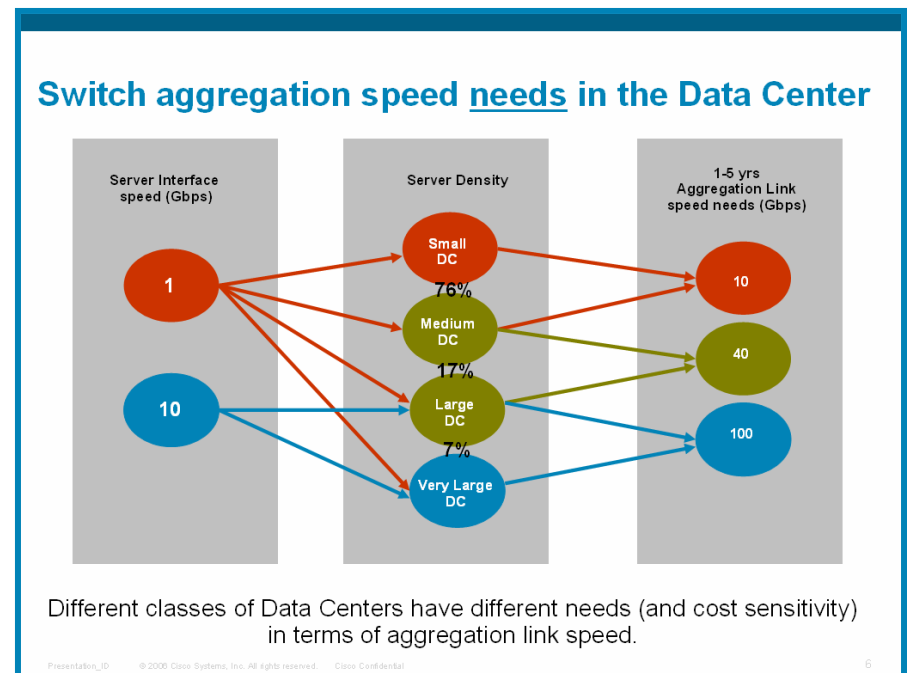 Switch aggregation speed needs in the Data Center
Server Interface
speed (Gbps)
1
10
Server Density
Small
DC
76%
Medium
DC
17%
Large
DC
7%
Very Large
DC
1-5 yrs
Aggregation Link
speed needs (Gbps)
10
40
100
Different classes of Data Centers have different needs (and cost sensitivity)
in terms of aggregation link speed.
Presentation_ID © 2006 Cisco Systems, Inc. All rights reserved. Cisco Confidential 6